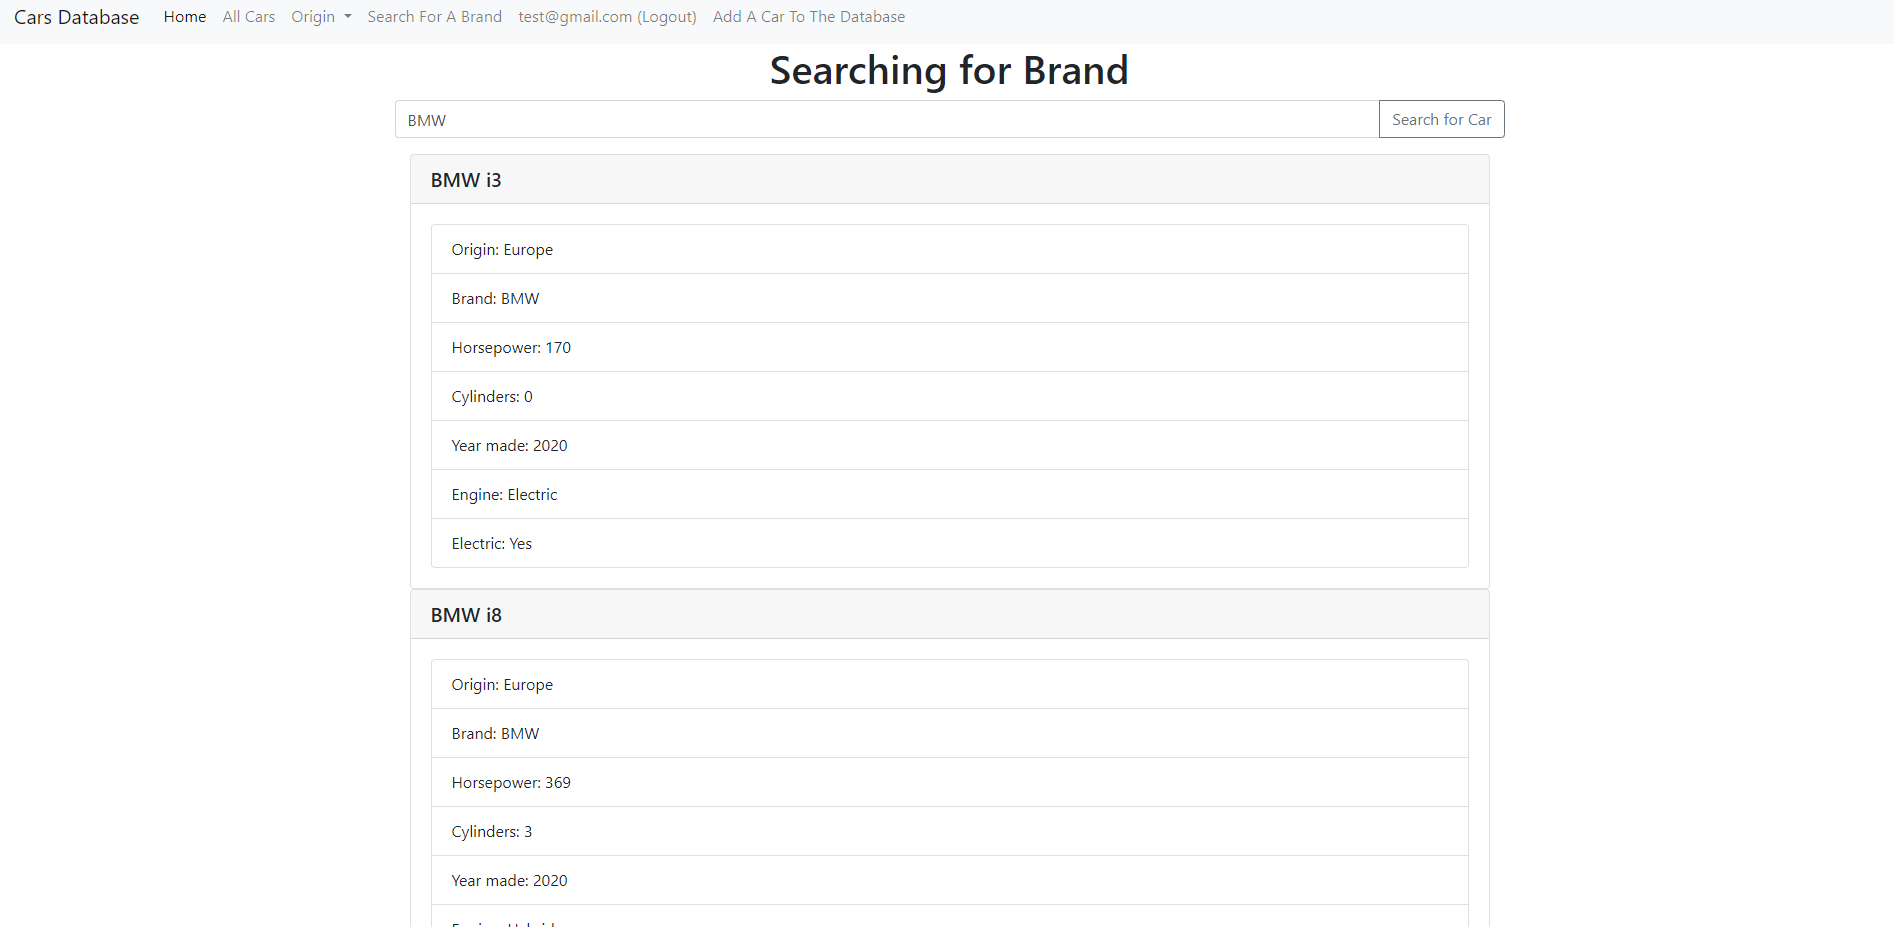 Cars Database Home All Cars Origin Search For A Brand test@gmail.com (Logout) Add A Car To The Database
Searching for Brand
BMW Search for Car
BMW i3
Origin: Europe
Brand: BMW
Horsepower: 170
Cylinders: 0
Year made: 2020
Engine: Electric
Electric: Yes
BMW i8
Origin: Europe
Brand: BMW
Horsepower: 369
Cylinders: 3
Year made: 2020